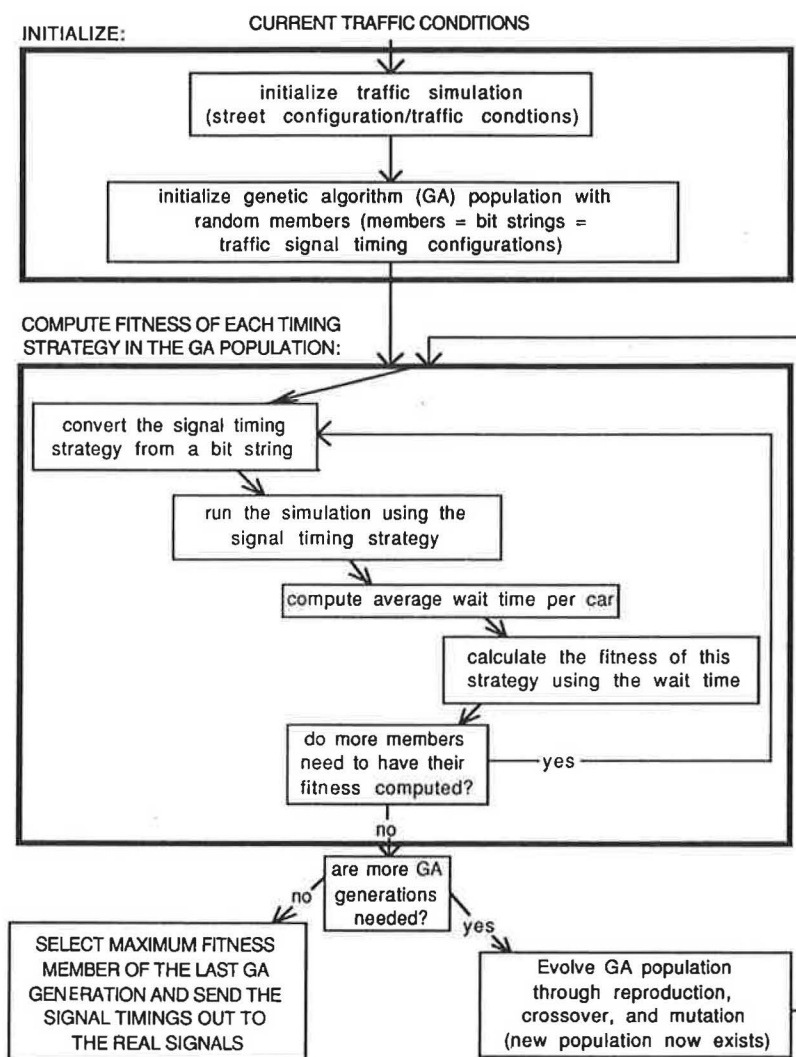 CURRENT TRAFFIC CONDITIONS
INITIALIZE:
initialize traffic simulation
(street configuration/traffic condtions)
initialize genetic algorithm (GA) population with
random members (members = bit strings =
traffic signal timing configurations)
COMPUTE FITNESS OF EACH TIMING
STRATEGY IN THE GA POPULATION:
convert the signal timing
strategy from a bit string
run the simulation using the
signal timing strategy
compute average wait time per car
calculate the fitness of this
strategy using the wait time
do more members
need to have their
fitness computed?
yes
no
are more GA
generations
needed?
no
yes
SELECT MAXIMUM FITNESS
MEMBER OF THE LAST GA
GENERATION AND SEND THE
SIGNAL TIMINGS OUT TO
THE REAL SIGNALS
Evolve GA population
through reproduction,
crossover, and mutation
(new population now exists)